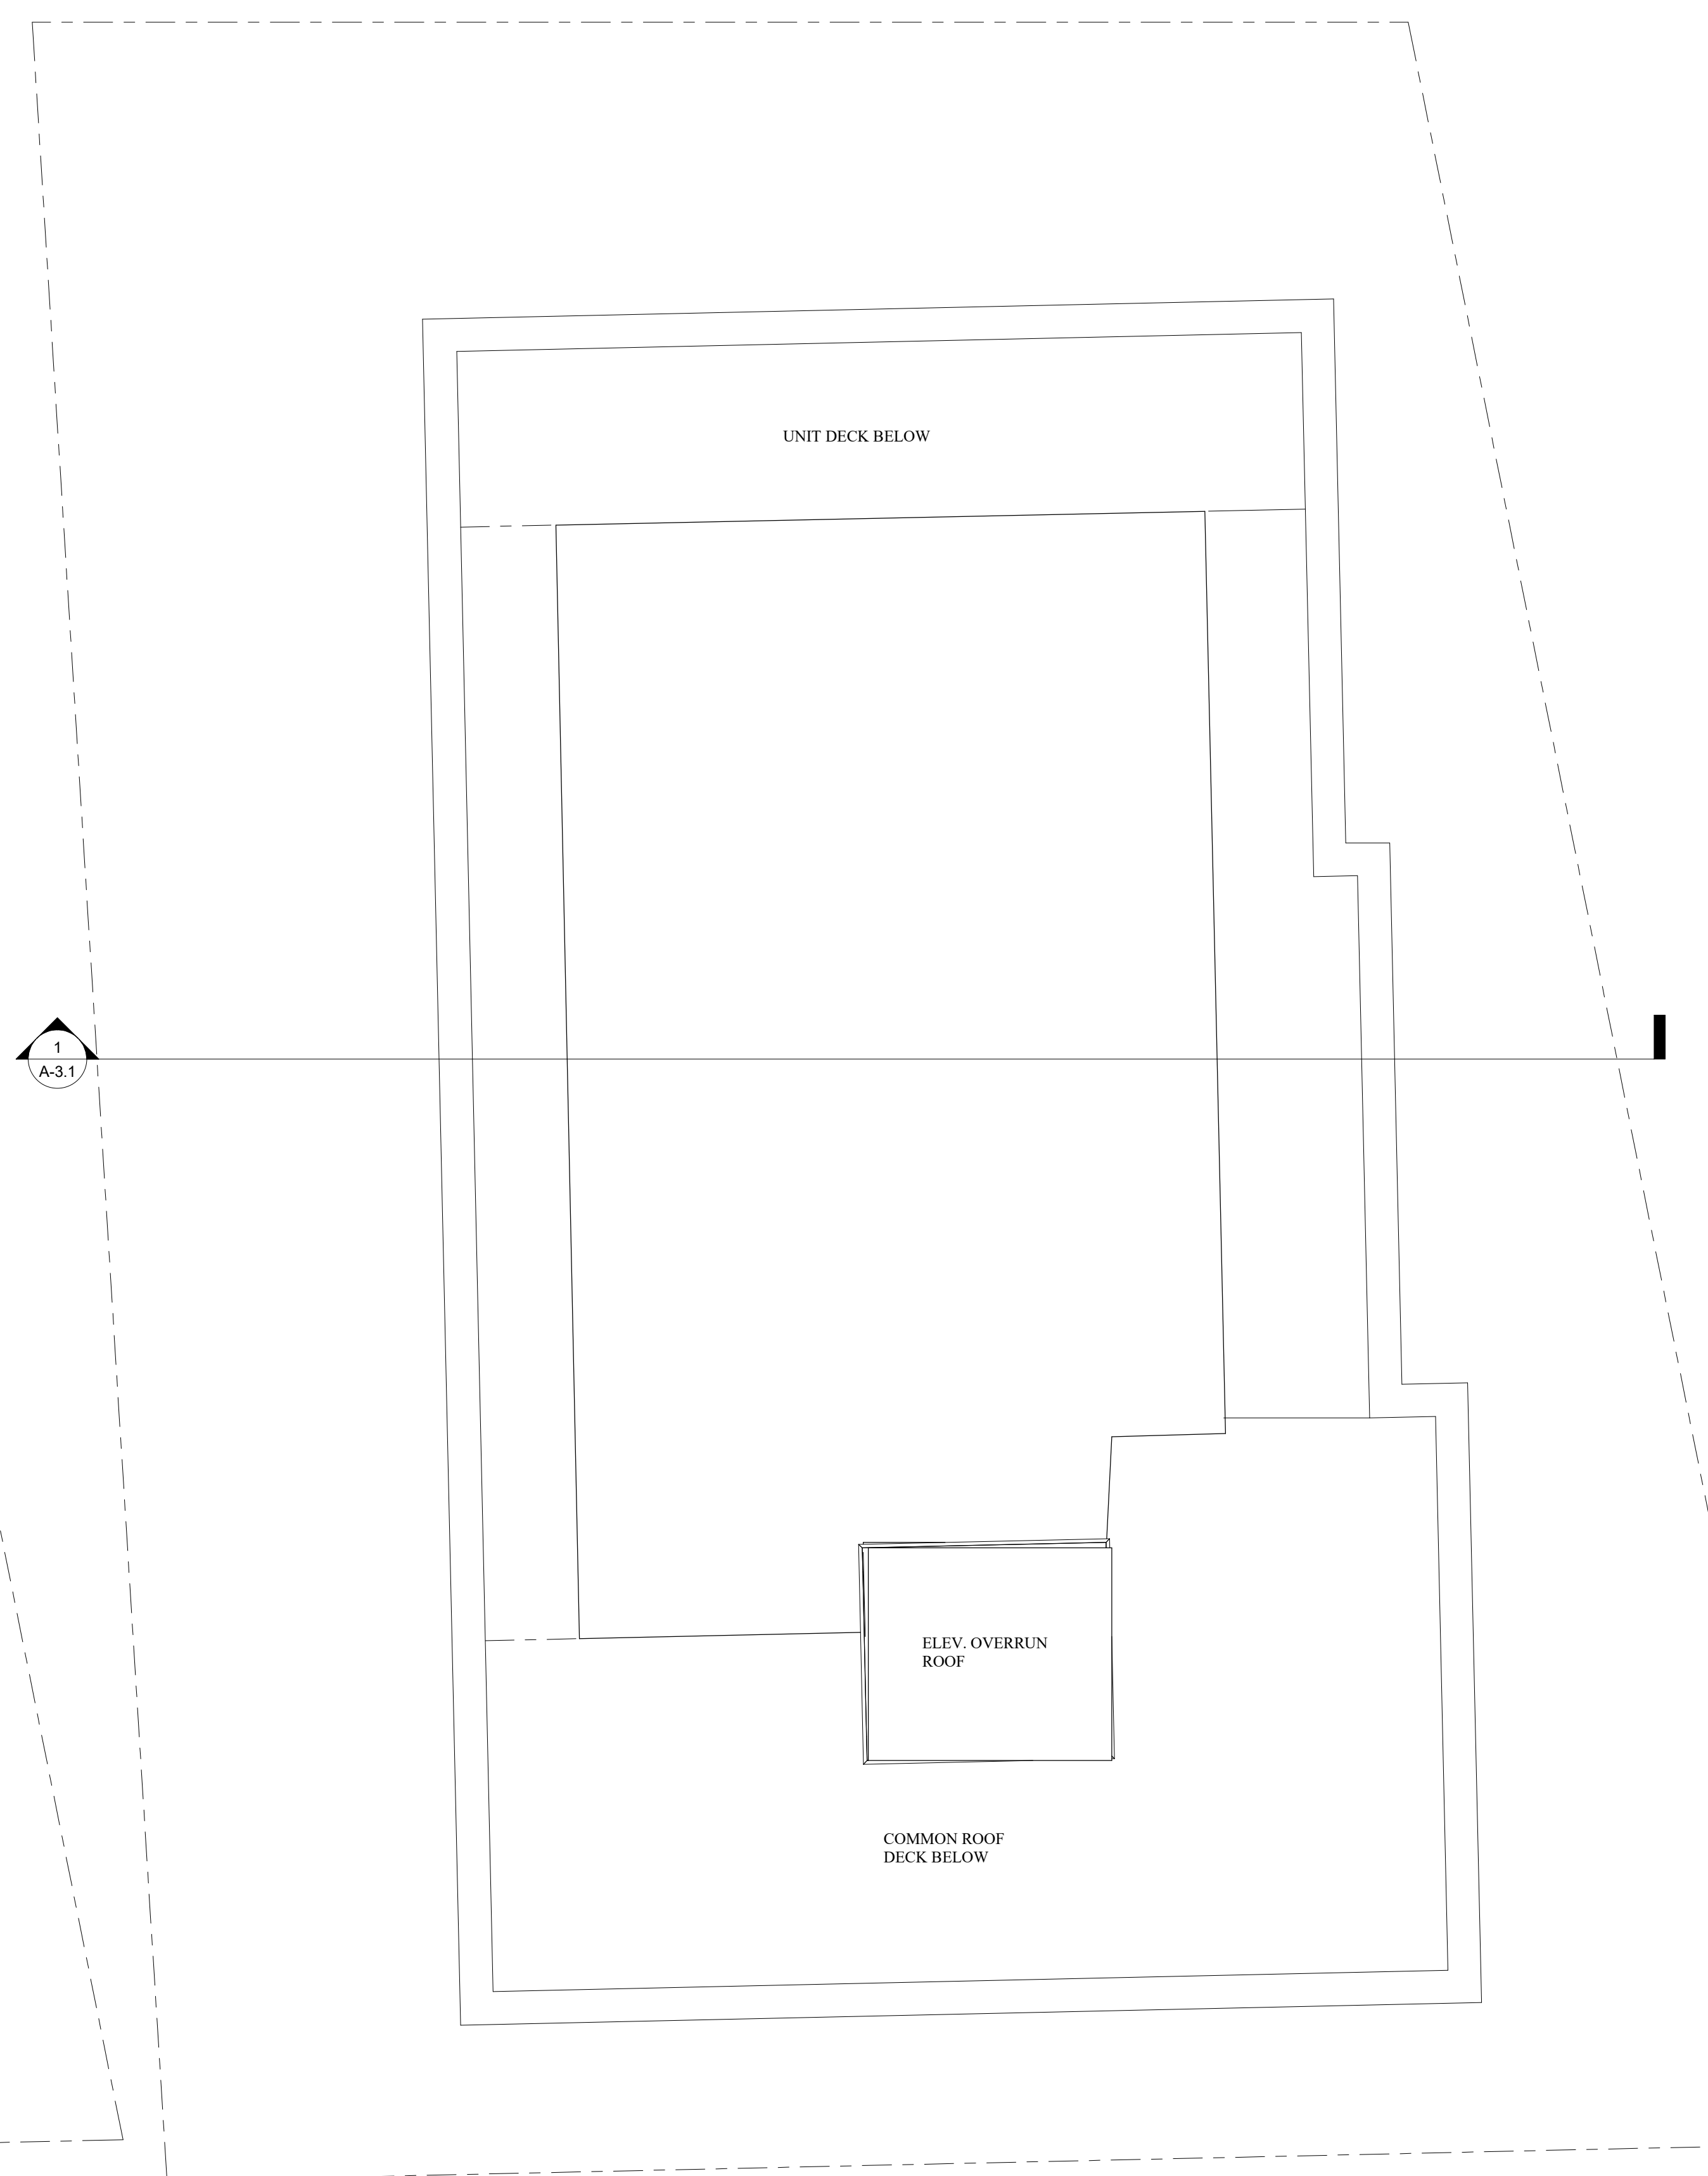 UNIT DECK BELOW
1
A-3.1
ELEV. OVERRUN
ROOF
COMMON ROOF
DECK BELOW